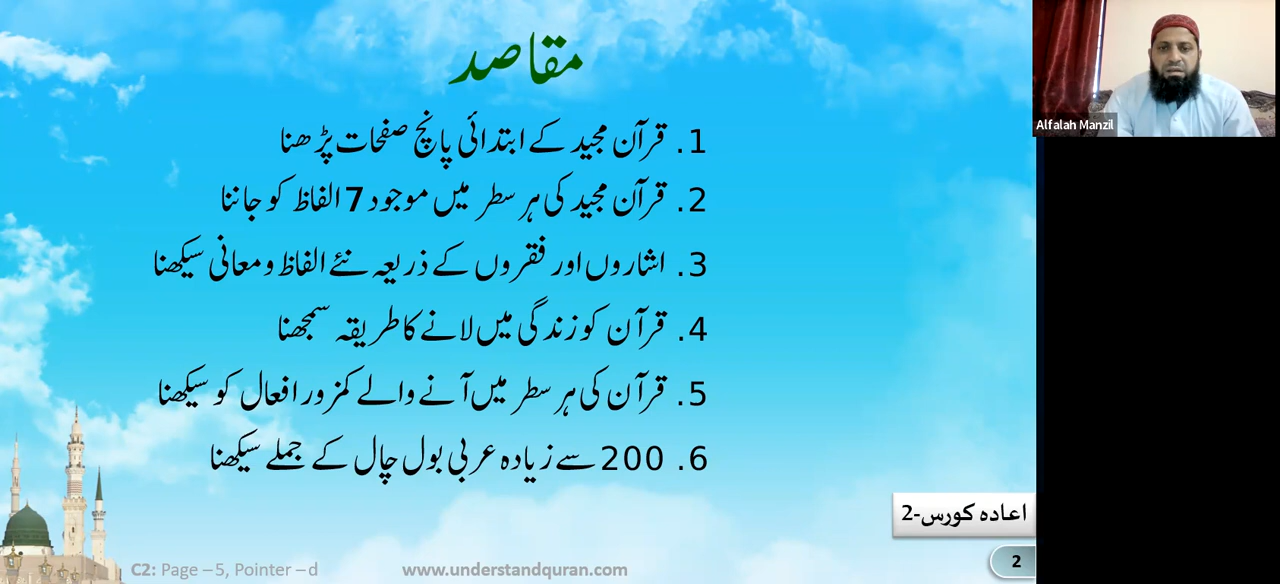 مقاصد
1. قرآن مجید کے ابتدائی پانچ صفحات پڑھنا
2. قرآن مجید کی ہر سطر میں موجود 7 الفاظ کو جاننا
3. اشاروں اور فقروں کے ذریعہ نئے الفاظ و معانی سیکھنا
4. قرآن کو زندگی میں لانے کا طریقہ سمجھنا
5. قرآن کی ہر سطر میں آنے والے کمزور افعال کو سیکھنا
6. 200 سے زیادہ عربی بول چال کے جملے سیکھنا
اعادہ کورس-2
2
C2: Page –5, Pointer –d
www.understandquran.com
Alfalah Manzil